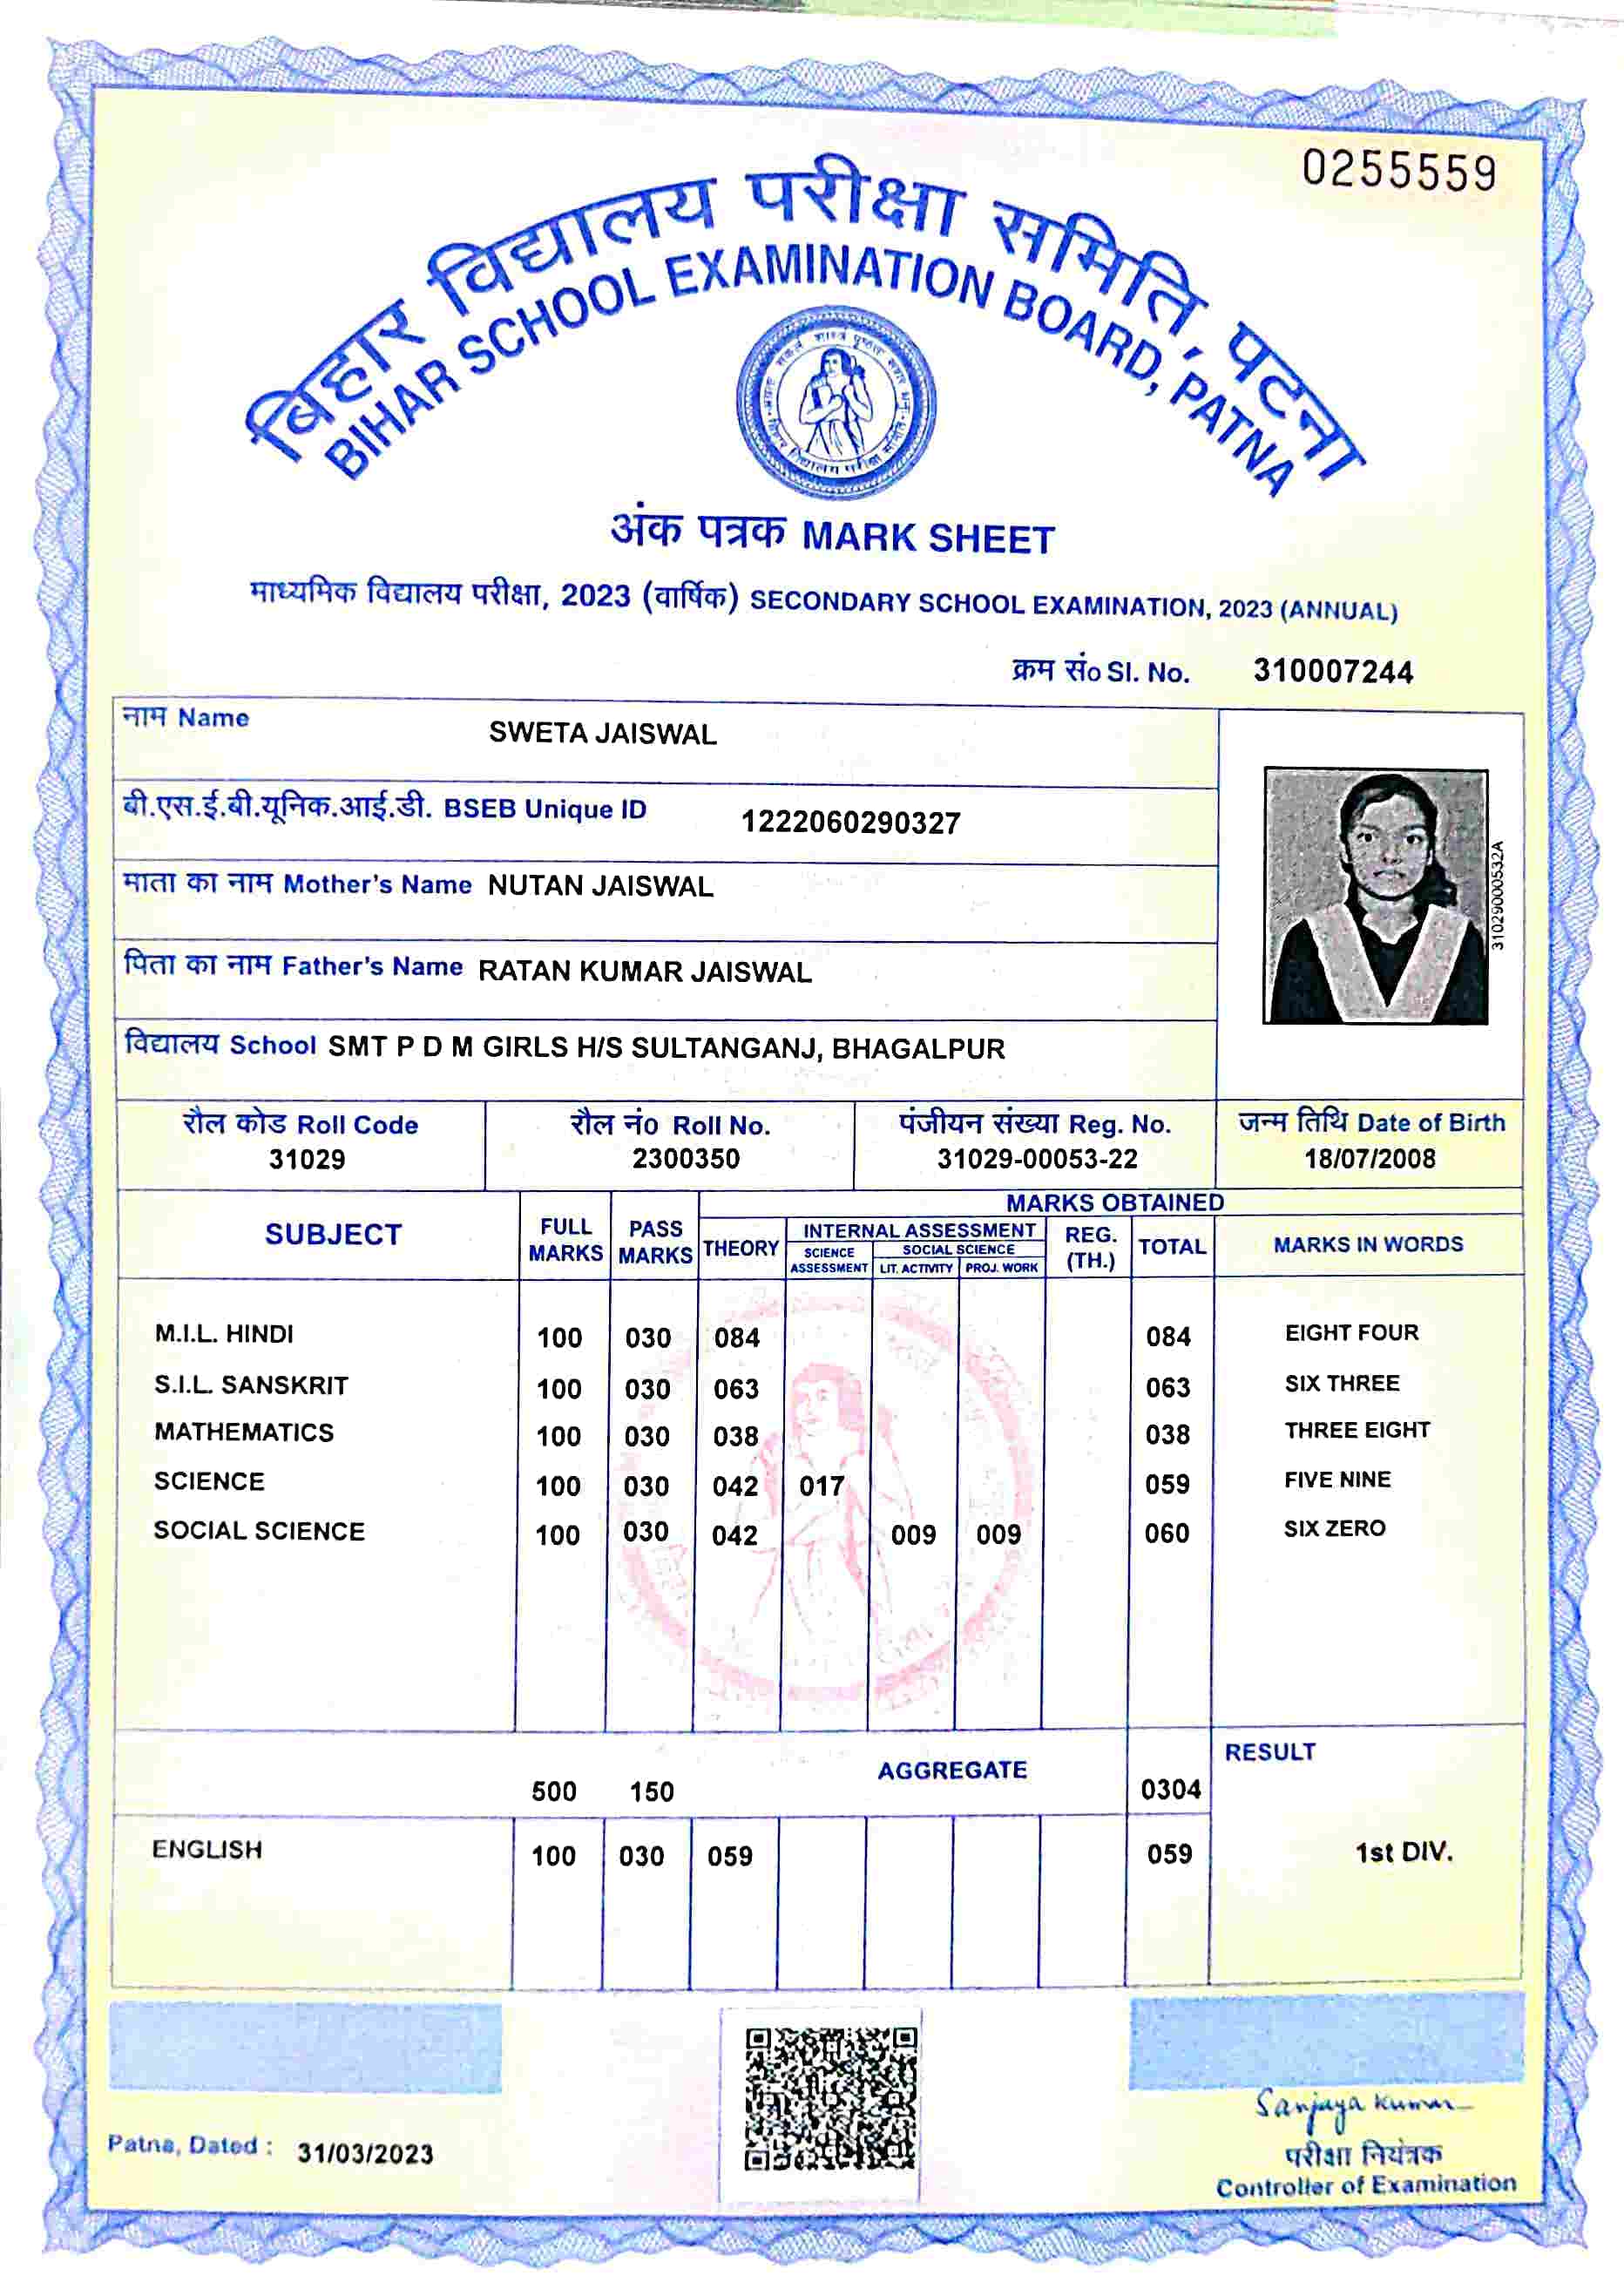 0255559
बिहार विद्यालय परीक्षा समिति, पटना
BIHAR SCHOOL EXAMINATION BOARD, PATNA
अंक पत्रक MARK SHEET
माध्यमिक विद्यालय परीक्षा, 2023 (वार्षिक) SECONDARY SCHOOL EXAMINATION, 2023 (ANNUAL)
क्रम सं० Sl. No. 310007244
नाम Name SWETA JAISWAL
बी.एस.ई.बी.यूनिक.आई.डी. BSEB Unique ID 1222060290327
माता का नाम Mother's Name NUTAN JAISWAL
पिता का नाम Father's Name RATAN KUMAR JAISWAL
विद्यालय School SMT P D M GIRLS H/S SULTANGANJ, BHAGALPUR
310290000532A
रौल कोड Roll Code रौल नं० Roll No. पंजीयन संख्या Reg. No. जन्म तिथि Date of Birth
31029 2300350 31029-00053-22 18/07/2008
MARKS OBTAINED
SUBJECT FULL MARKS PASS MARKS THEORY INTERNAL ASSESSMENT REG. (TH.) TOTAL MARKS IN WORDS
SCIENCE ASSESSMENT SOCIAL SCIENCE
LIT. ACTIVITY PROJ. WORK
M.I.L. HINDI 100 030 084 084 EIGHT FOUR
S.I.L. SANSKRIT 100 030 063 063 SIX THREE
MATHEMATICS 100 030 038 038 THREE EIGHT
SCIENCE 100 030 042 017 059 FIVE NINE
SOCIAL SCIENCE 100 030 042 009 009 060 SIX ZERO
RESULT
500 150 AGGREGATE 0304
ENGLISH 100 030 059 059 1st DIV.
Sanjaya Kumar
Patna, Dated : 31/03/2023
परीक्षा नियंत्रक
Controller of Examination